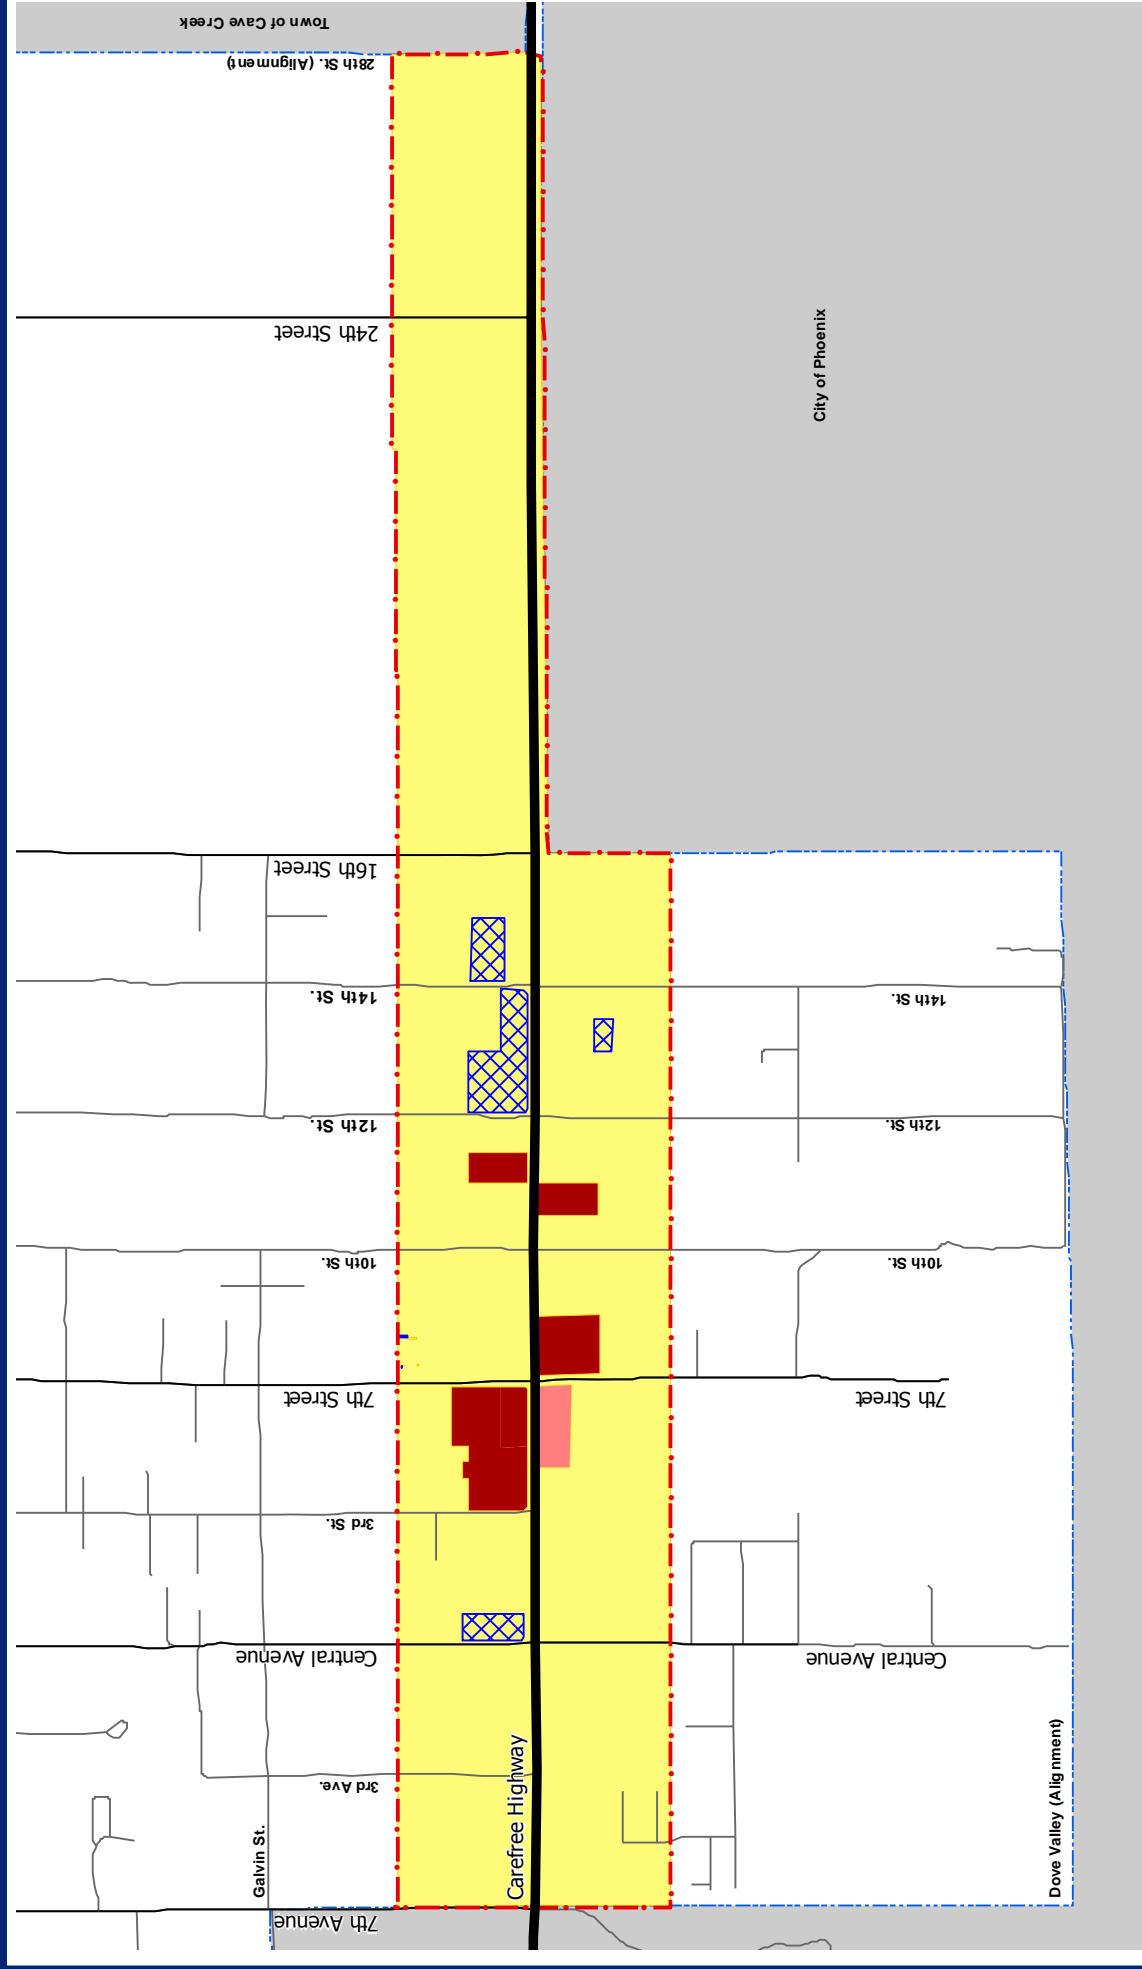 Town of Cave Creek
28th St. (Alignment)
24th Street
City of Phoenix
16th Street
14th St.
14th St.
12th St.
12th St.
10th St.
10th St.
7th Street
7th Street
3rd St.
Central Avenue
Central Avenue
3rd Ave.
Carefree Highway
Galvin St.
Dove Valley (Alignment)
7th Avenue